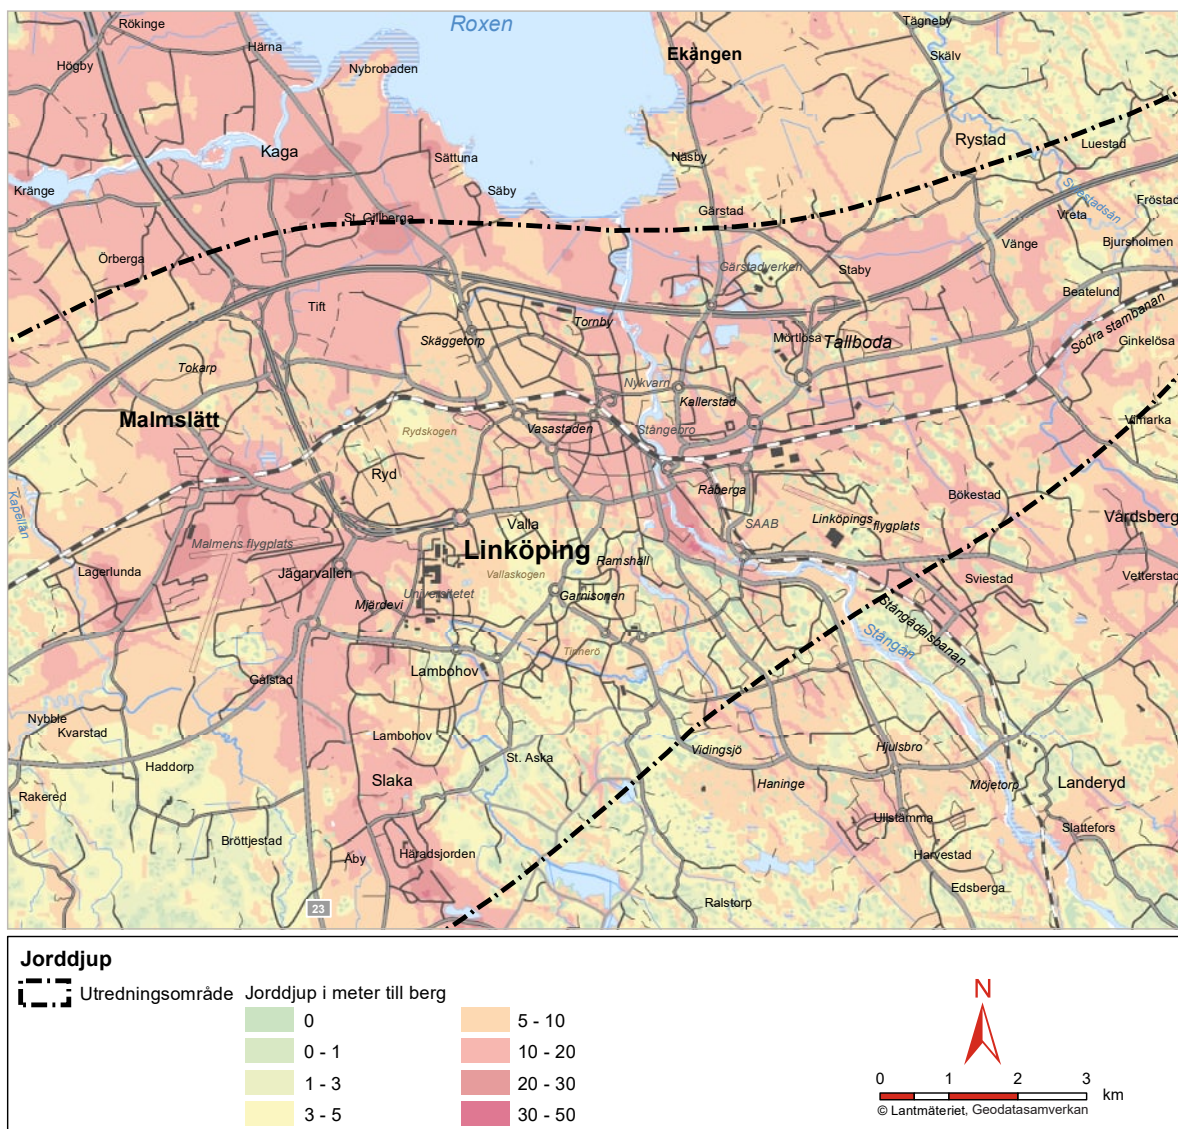 Roxen
Rökinge
Tägneby
Härna
Ekängen
Skälv
Högby
Nybrobaden
Rystad
Kaga
Luestad
Sättuna
Näsby
Kränge
Säby
Svestadsån
Fröstad
St. Gillberga
Gärstad
Vreta
Vänge
Bjursholmen
Örberga
Gärstadverken
Staby
Beatelund
Tift
Södra stambanan
Tornby
Skäggetorp
Mörtlösa
Tallboda
Ginkelösa
Tokarp
Nykvarn
Kallerstad
Malmslätt
Vimarka
Rydskogen
Vasastaden
Stångebro
Ryd
Råberga
Bökestad
Kapellån
Valla
SAAB
Linköpings
flygplats
Vårdsberg
Malmens flygplats
Linköping
Ramshäll
Lagerlunda
Jägarvallen
Vallaskogen
Sviestad
Vetterstad
Mjärdevi
Universitetet
Garnisonen
Stångådalsbanan
Stångån
Tinnerö
Lambohov
Gålstad
Nybble
Kvarstad
Lambohov
Vidingsjö
Hjulsbro
St. Aska
Haddorp
Slaka
Haninge
Möjetorp
Landeryd
Rakered
Ullstämma
Slattefors
Bröttjestad
Åby
Häradsjorden
Harvestad
Edsberga
Ralstorp
23
Jorddjup
Utredningsområde
Jorddjup i meter till berg
0
0 - 1
1 - 3
3 - 5
5 - 10
10 - 20
20 - 30
30 - 50
N
0 1 2 3
km
© Lantmäteriet, Geodatasamverkan